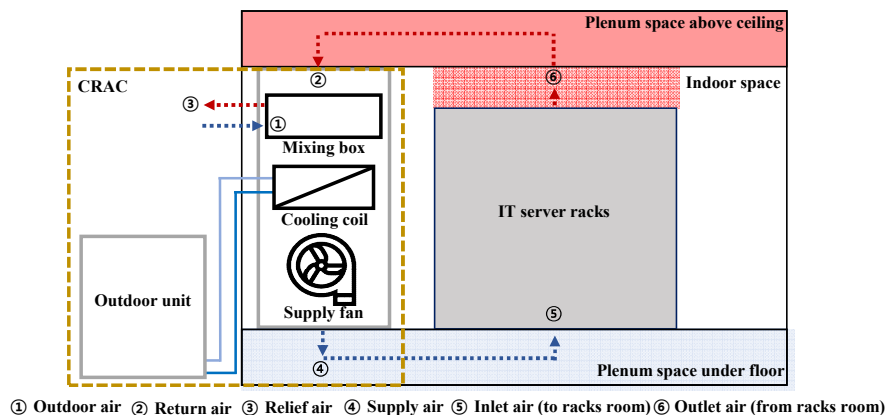 Plenum space above ceiling
CRAC
②
⑥
Indoor space
③
①
Mixing box
Cooling coil
IT server racks
Outdoor unit
Supply fan
⑤
④
Plenum space under floor
① Outdoor air ② Return air ③ Relief air ④ Supply air ⑤ Inlet air (to racks room) ⑥ Outlet air (from racks room)